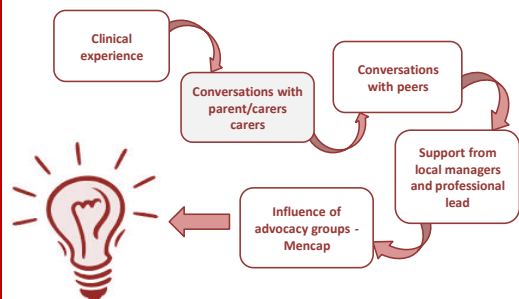 Clinical
experience
Conversations with
parent/carers
carers
Conversations
with peers
Support from
local managers
and professional
lead
Influence of
advocacy groups -
Mencap